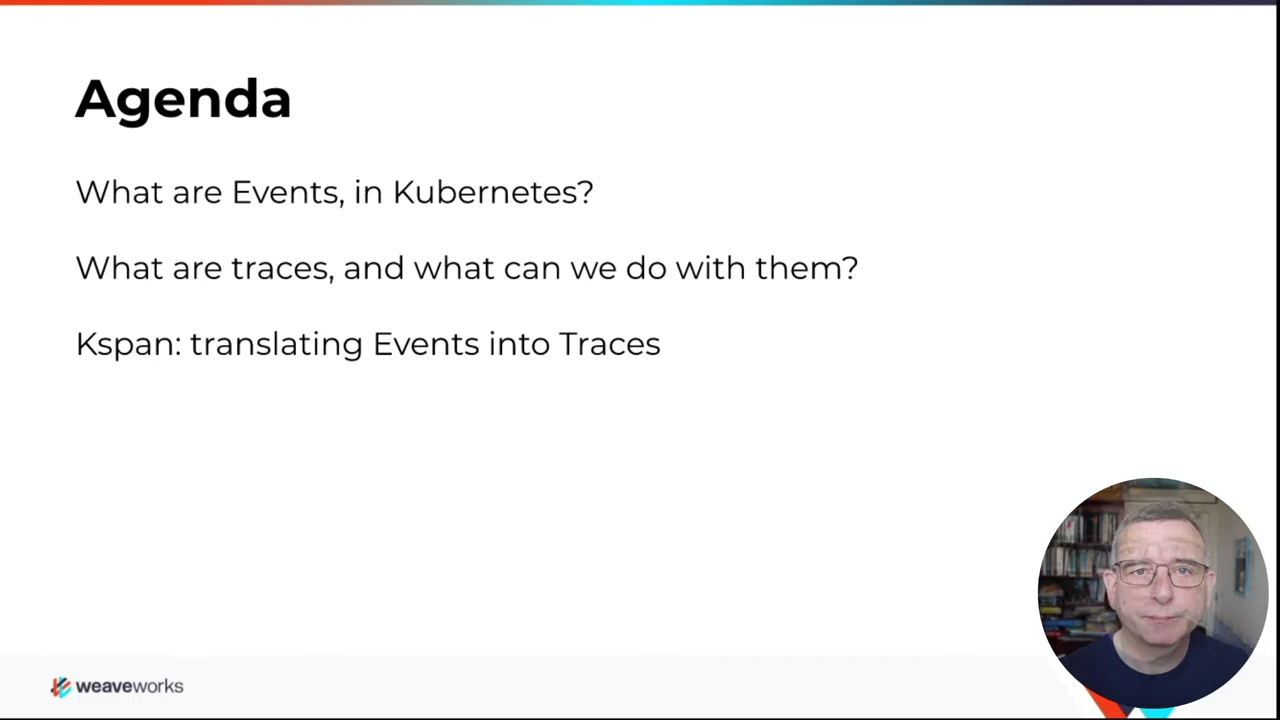 Agenda
What are Events, in Kubernetes?
What are traces, and what can we do with them?
Kspan: translating Events into Traces
weaveworks